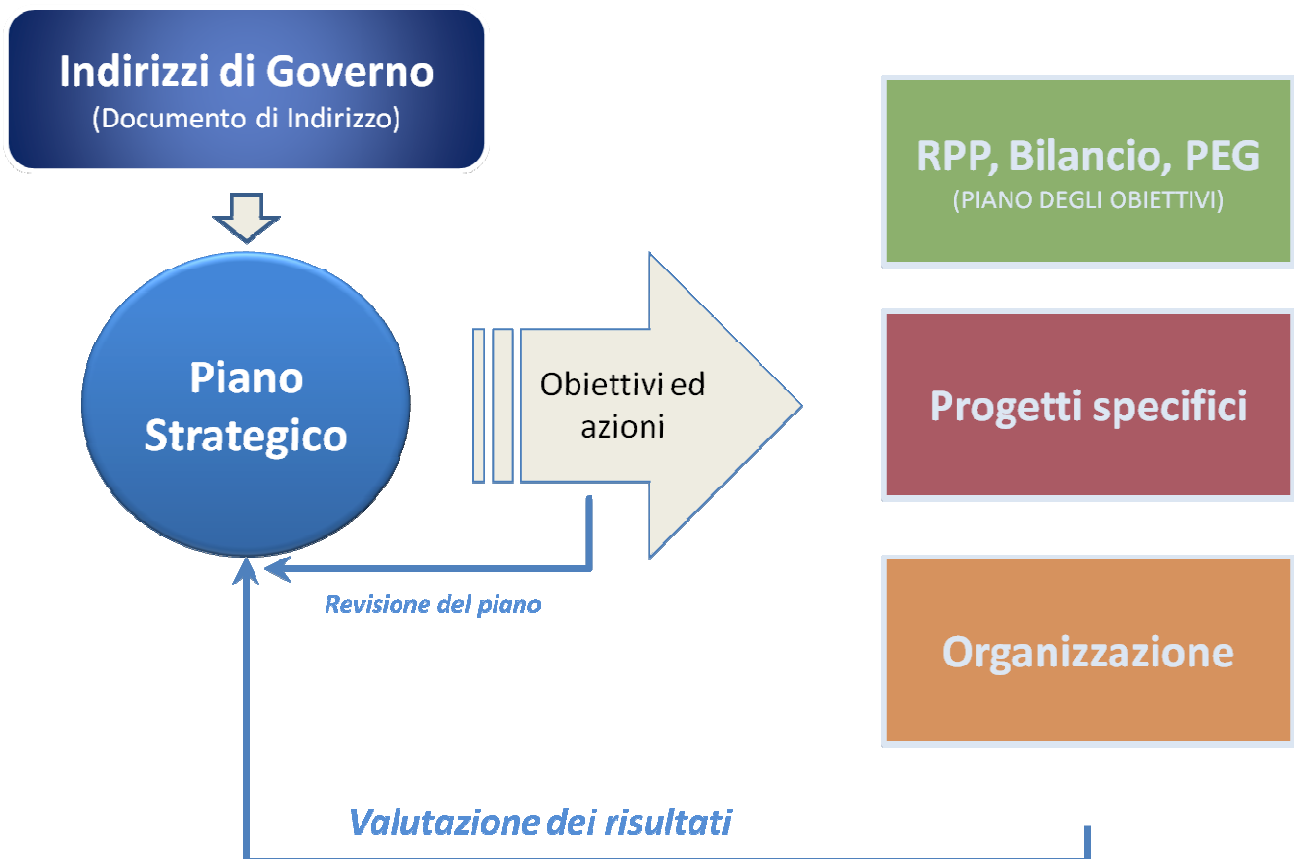 Indirizzi di Governo
(Documento di Indirizzo)
Piano
Strategico
Obiettivi ed
azioni
Revisione del piano
RPP, Bilancio, PEG
(PIANO DEGLI OBIETTIVI)
Progetti specifici
Organizzazione
Valutazione dei risultati